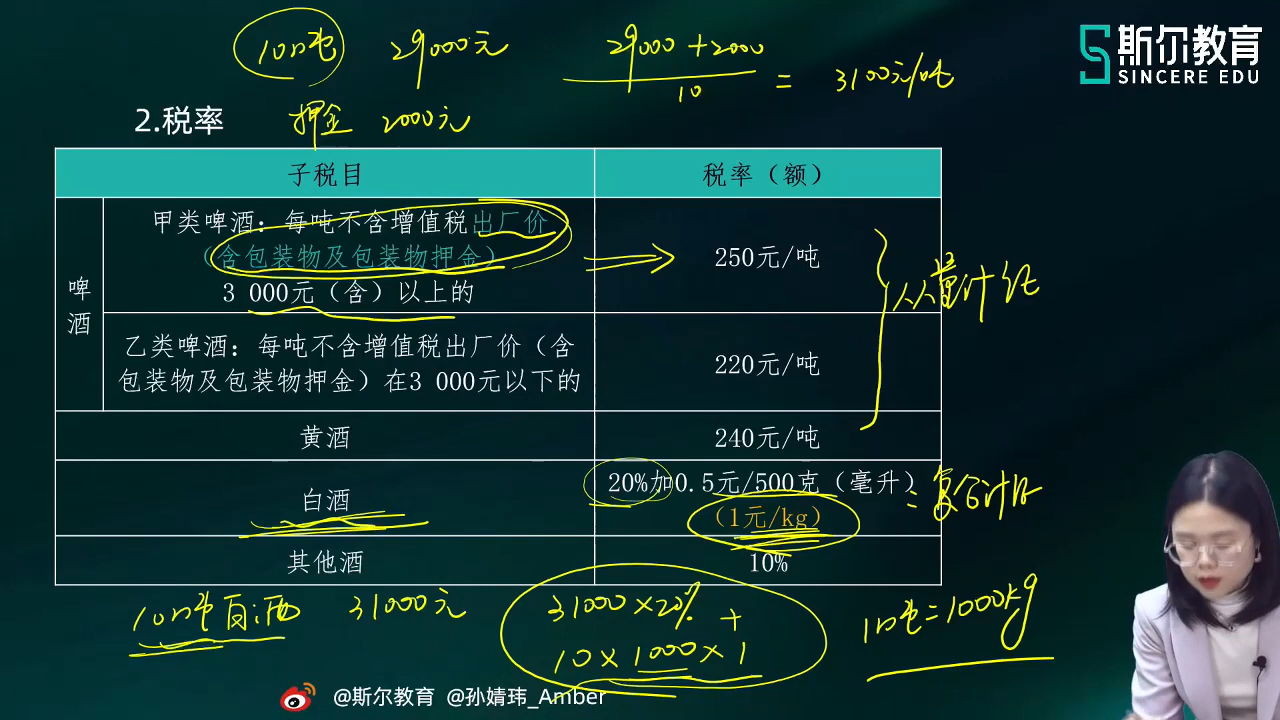 10吨 29000元 29000+2000
10
= 3100元/吨
斯尔教育
SINCERE EDU
2.税率 押金 2000元
子税目 税率（额）
啤酒
甲类啤酒：每吨不含增值税出厂价
（含包装物及包装物押金）
3 000元（含）以上的
250元/吨
乙类啤酒：每吨不含增值税出厂价（含
包装物及包装物押金）在3 000元以下的
220元/吨
从量计征
黄酒 240元/吨
白酒
20%加0.5元/500克（毫升）
（1元/kg）
复合计征
其他酒 10%
10吨白酒 31000元 31000×20% +
10×1000×1
1吨=1000kg
@斯尔教育 @孙婧玮_Amber